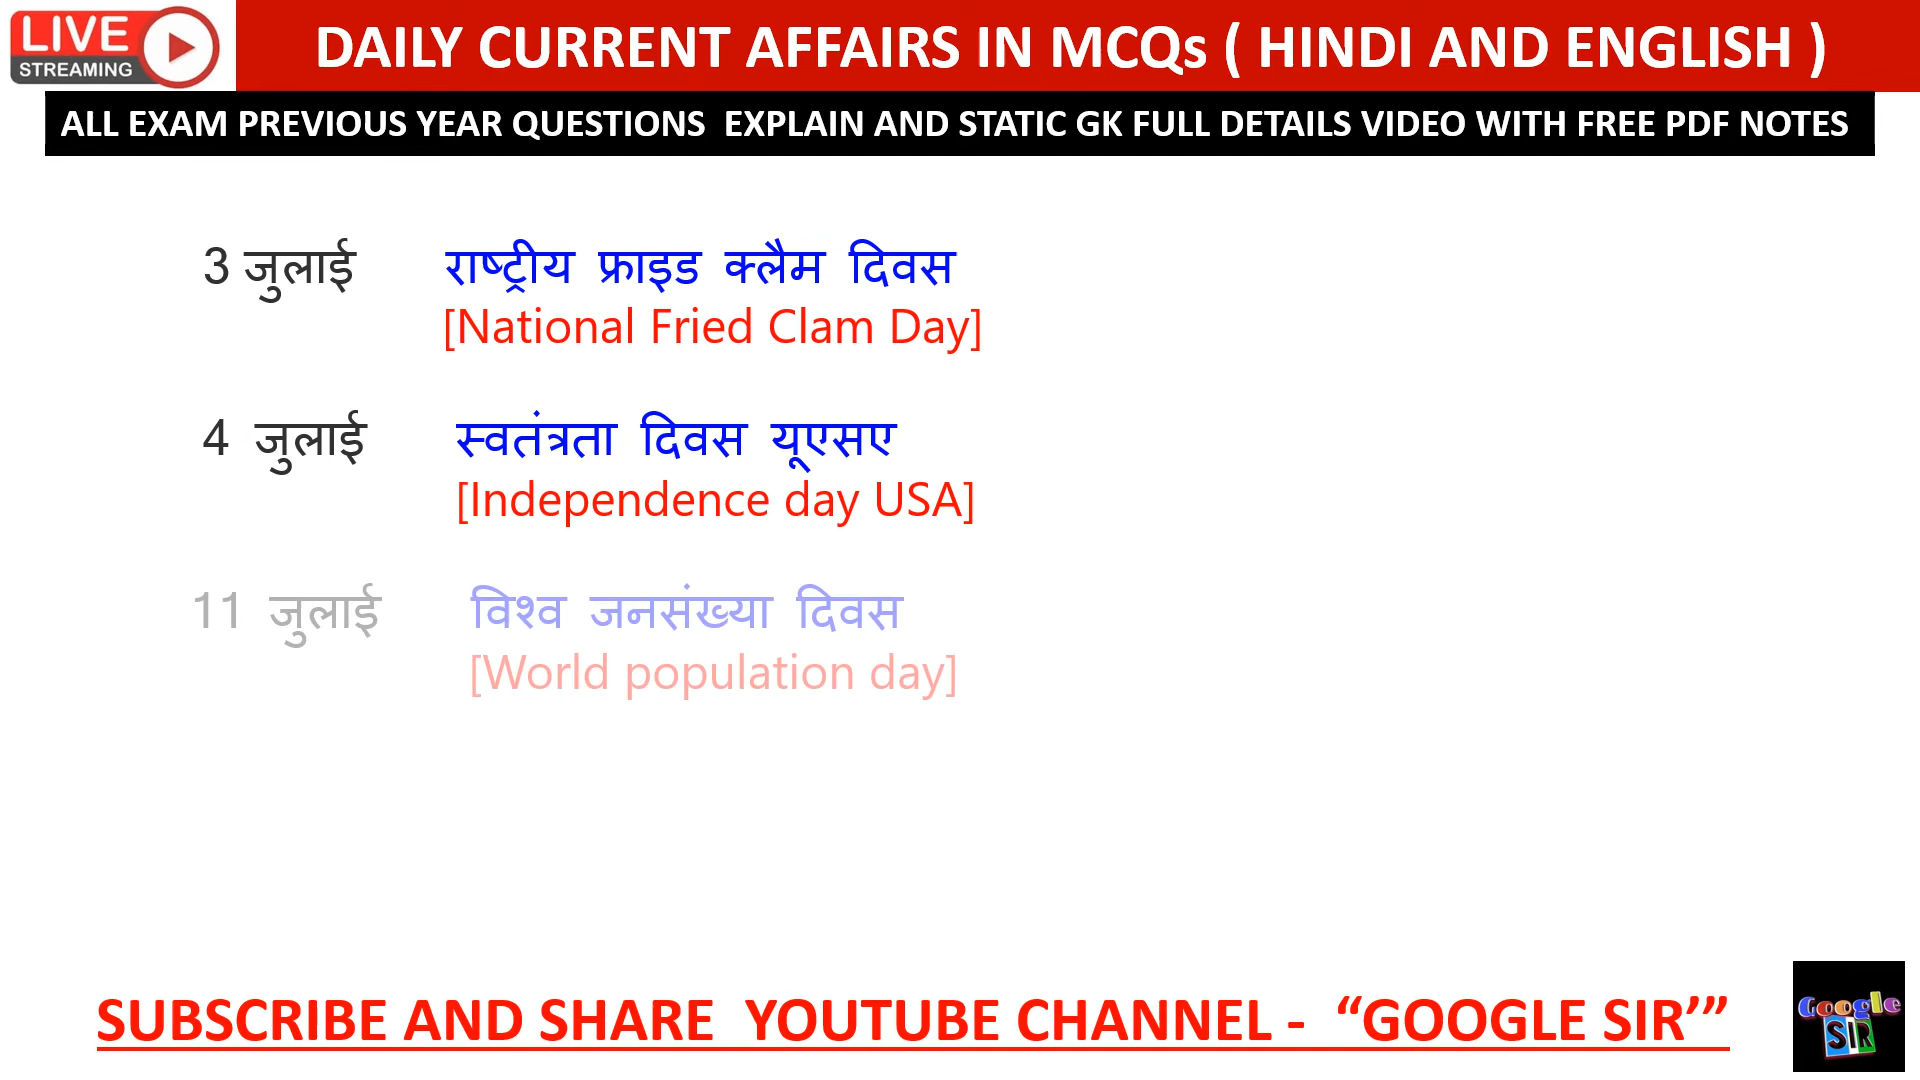 LIVE
STREAMING
DAILY CURRENT AFFAIRS IN MCQs ( HINDI AND ENGLISH )
ALL EXAM PREVIOUS YEAR QUESTIONS EXPLAIN AND STATIC GK FULL DETAILS VIDEO WITH FREE PDF NOTES
3 जुलाई राष्ट्रीय फ्राइड क्लैम दिवस
[National Fried Clam Day]
4 जुलाई स्वतंत्रता दिवस यूएसए
[Independence day USA]
11 जुलाई विश्व जनसंख्या दिवस
[World population day]
SUBSCRIBE AND SHARE YOUTUBE CHANNEL - “GOOGLE SIR’”
Google
SIR